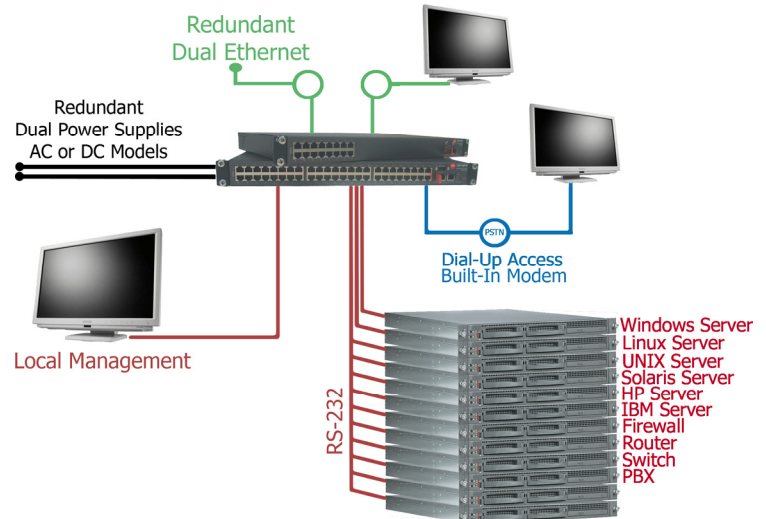 Redundant
Dual Ethernet
Redundant
Dual Power Supplies
AC or DC Models
PSTN
Dial-Up Access
Built-In Modem
Local Management
RS-232
Windows Server
Linux Server
UNIX Server
Solaris Server
HP Server
IBM Server
Firewall
Router
Switch
PBX